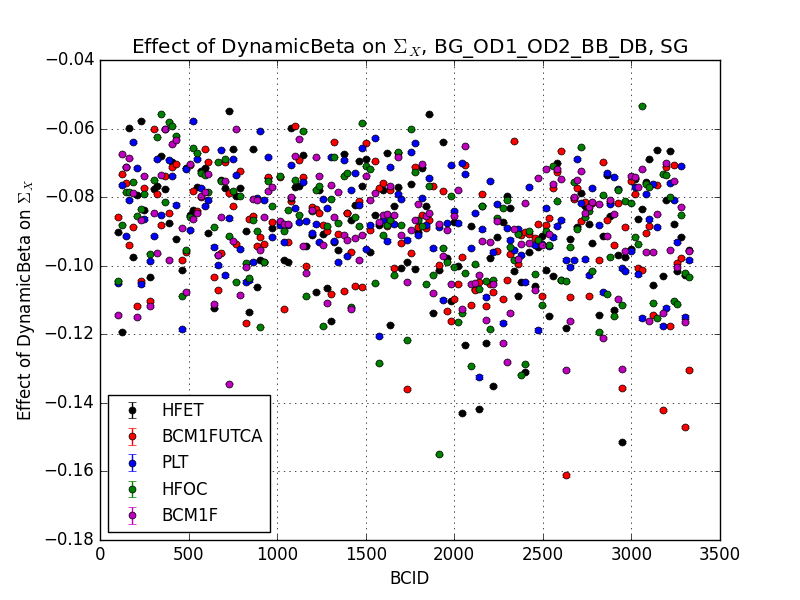 Effect of DynamicBeta on Σ_X, BG_OD1_OD2_BB_DB, SG
−0.04
−0.06
−0.08
−0.10
−0.12
−0.14
−0.16
−0.18
Effect of DynamicBeta on Σ_X
HFET
BCM1FUTCA
PLT
HFOC
BCM1F
0 500 1000 1500 2000 2500 3000 3500
BCID